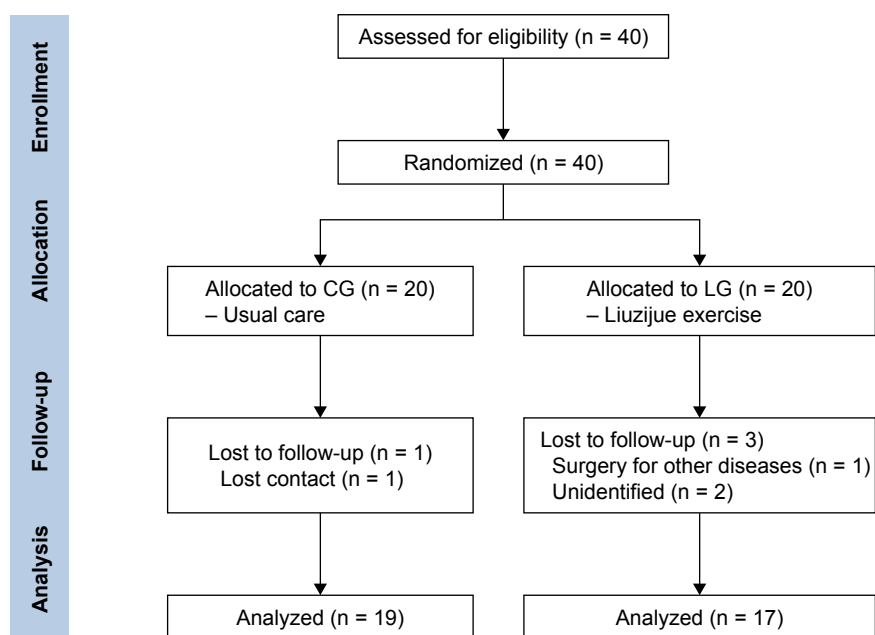 Enrollment
Assessed for eligibility (n = 40)
Randomized (n = 40)
Allocation
Allocated to CG (n = 20)
– Usual care
Allocated to LG (n = 20)
– Liuzijue exercise
Follow-up
Lost to follow-up (n = 1)
Lost contact (n = 1)
Lost to follow-up (n = 3)
Surgery for other diseases (n = 1)
Unidentified (n = 2)
Analysis
Analyzed (n = 19)
Analyzed (n = 17)